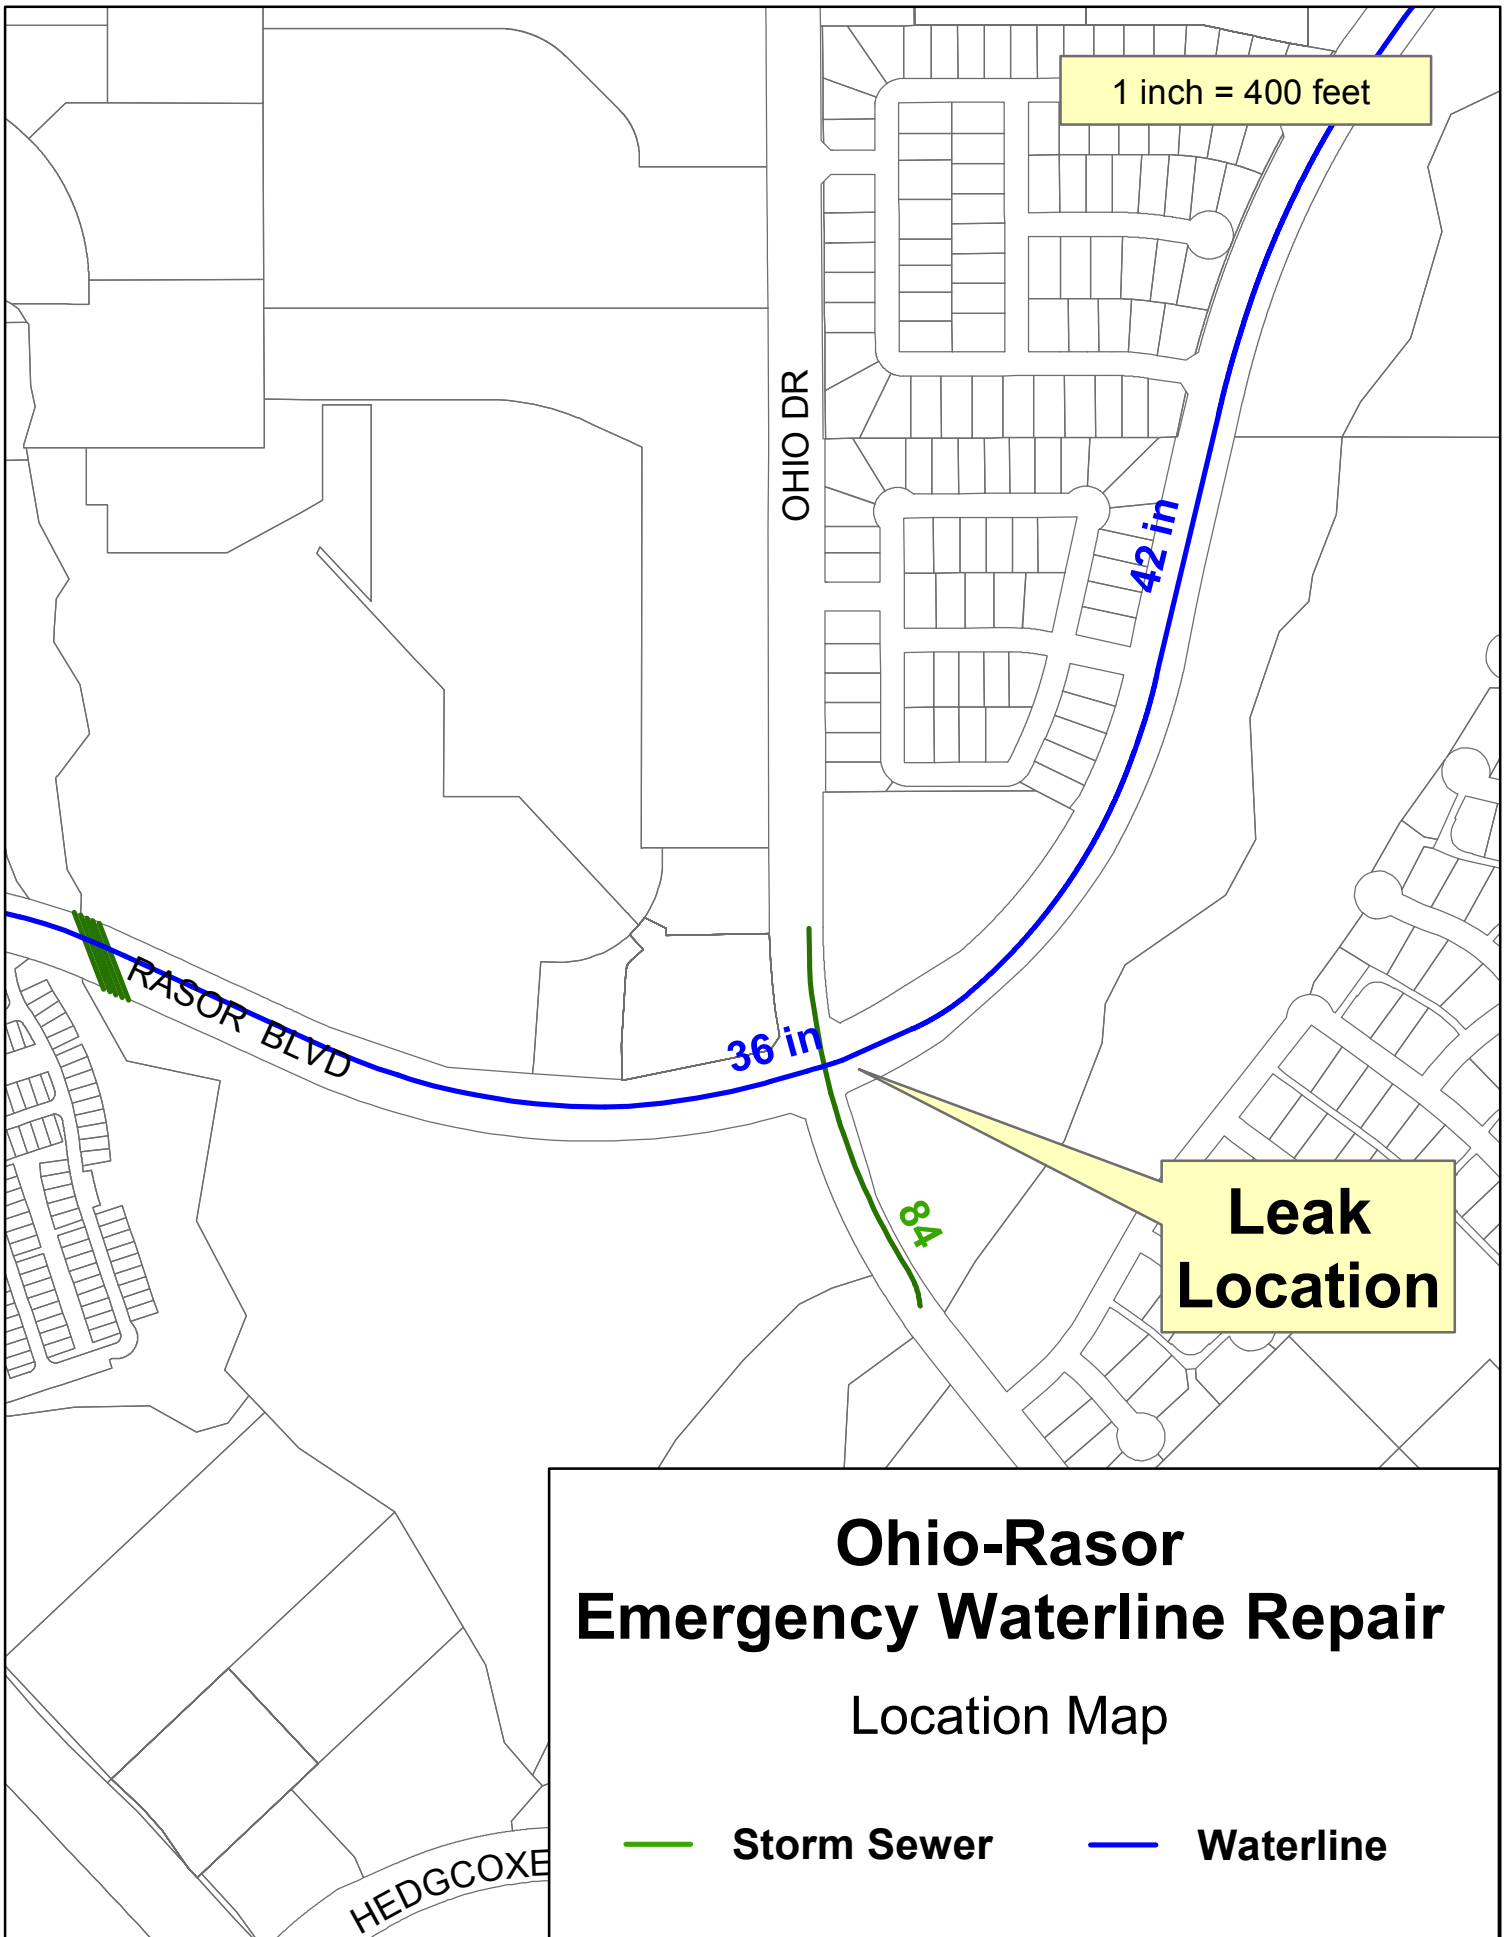 1 inch = 400 feet
OHIO DR
42 in
RASOR BLVD
36 in
84
Leak
Location
Ohio-Rasor
Emergency Waterline Repair
Location Map
Storm Sewer
Waterline
HEDGCOXE